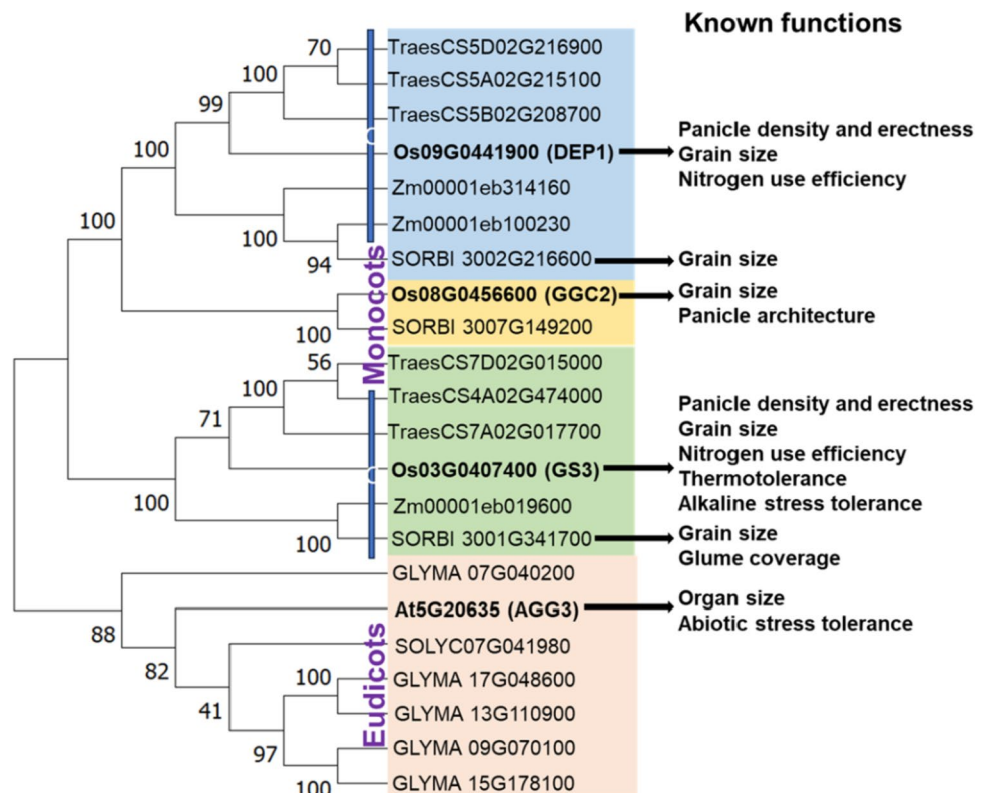 Known functions
70
TraesCS5D02G216900
100
TraesCS5A02G215100
99
TraesCS5B02G208700
100
Os09G0441900 (DEP1)
Panicle density and erectness
Grain size
Nitrogen use efficiency
Zm00001eb314160
100
Zm00001eb100230
100
94
SORBI 3002G216600
Grain size
Monocots
Os08G0456600 (GGC2)
Grain size
Panicle architecture
100
SORBI 3007G149200
56
TraesCS7D02G015000
100
TraesCS4A02G474000
71
TraesCS7A02G017700
Os03G0407400 (GS3)
Panicle density and erectness
Grain size
Nitrogen use efficiency
Thermotolerance
Alkaline stress tolerance
100
Zm00001eb019600
100
SORBI 3001G341700
Grain size
Glume coverage
GLYMA 07G040200
88
At5G20635 (AGG3)
Organ size
Abiotic stress tolerance
82
SOLYC07G041980
Eudicots
100
GLYMA 17G048600
41
GLYMA 13G110900
97
GLYMA 09G070100
100
GLYMA 15G178100